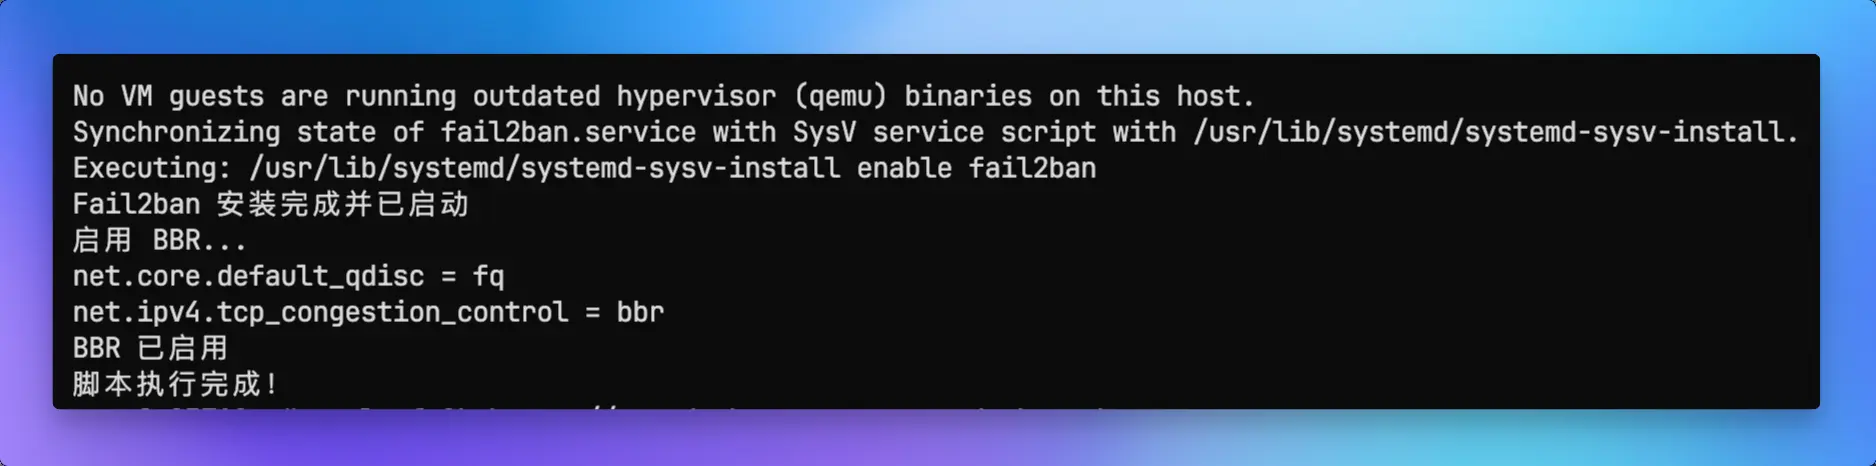 No VM guests are running outdated hypervisor (qemu) binaries on this host.
Synchronizing state of fail2ban.service with SysV service script with /usr/lib/systemd/systemd-sysv-install.
Executing: /usr/lib/systemd/systemd-sysv-install enable fail2ban
Fail2ban 安装完成并已启动
启用 BBR...
net.core.default_qdisc = fq
net.ipv4.tcp_congestion_control = bbr
BBR 已启用
脚本执行完成!